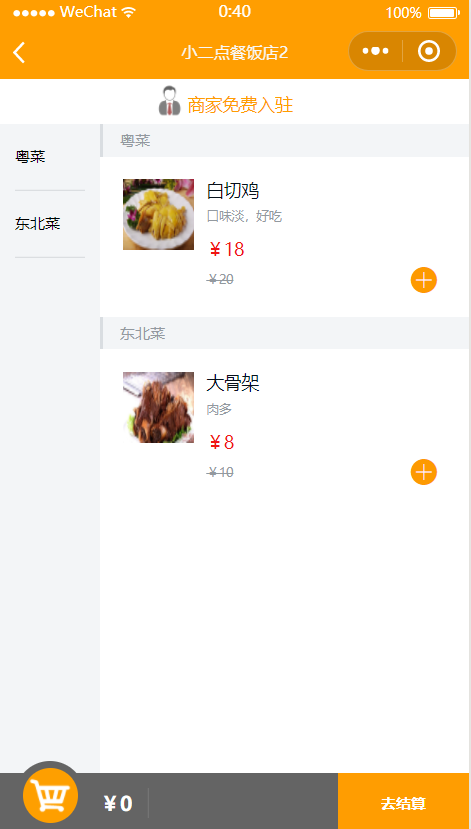 WeChat 0:40 100%
小二点餐饭店2
商家免费入驻
粤菜
东北菜
粤菜
白切鸡
口味淡，好吃
￥18
￥20
东北菜
大骨架
肉多
￥8
￥10
￥0
去结算